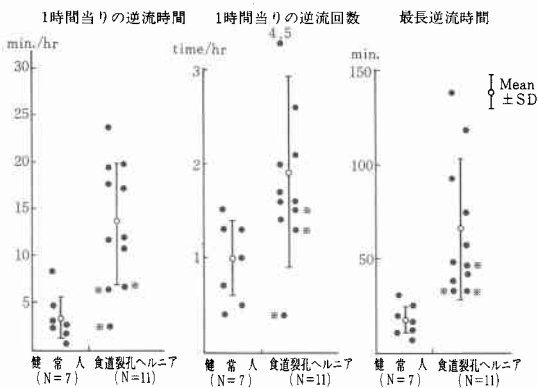 1時間当りの逆流時間
1時間当りの逆流回数
最長逆流時間
min./hr
30
25
20
15
10
5
time/hr
4.5
3
2
1
min.
150
100
50
Mean
±SD
※
※
※
※
※
※
※
※
※
健常人 食道裂孔ヘルニア
(N=7) (N=11)
健常人 食道裂孔ヘルニア
(N=7) (N=11)
健常人 食道裂孔ヘルニア
(N=7) (N=11)